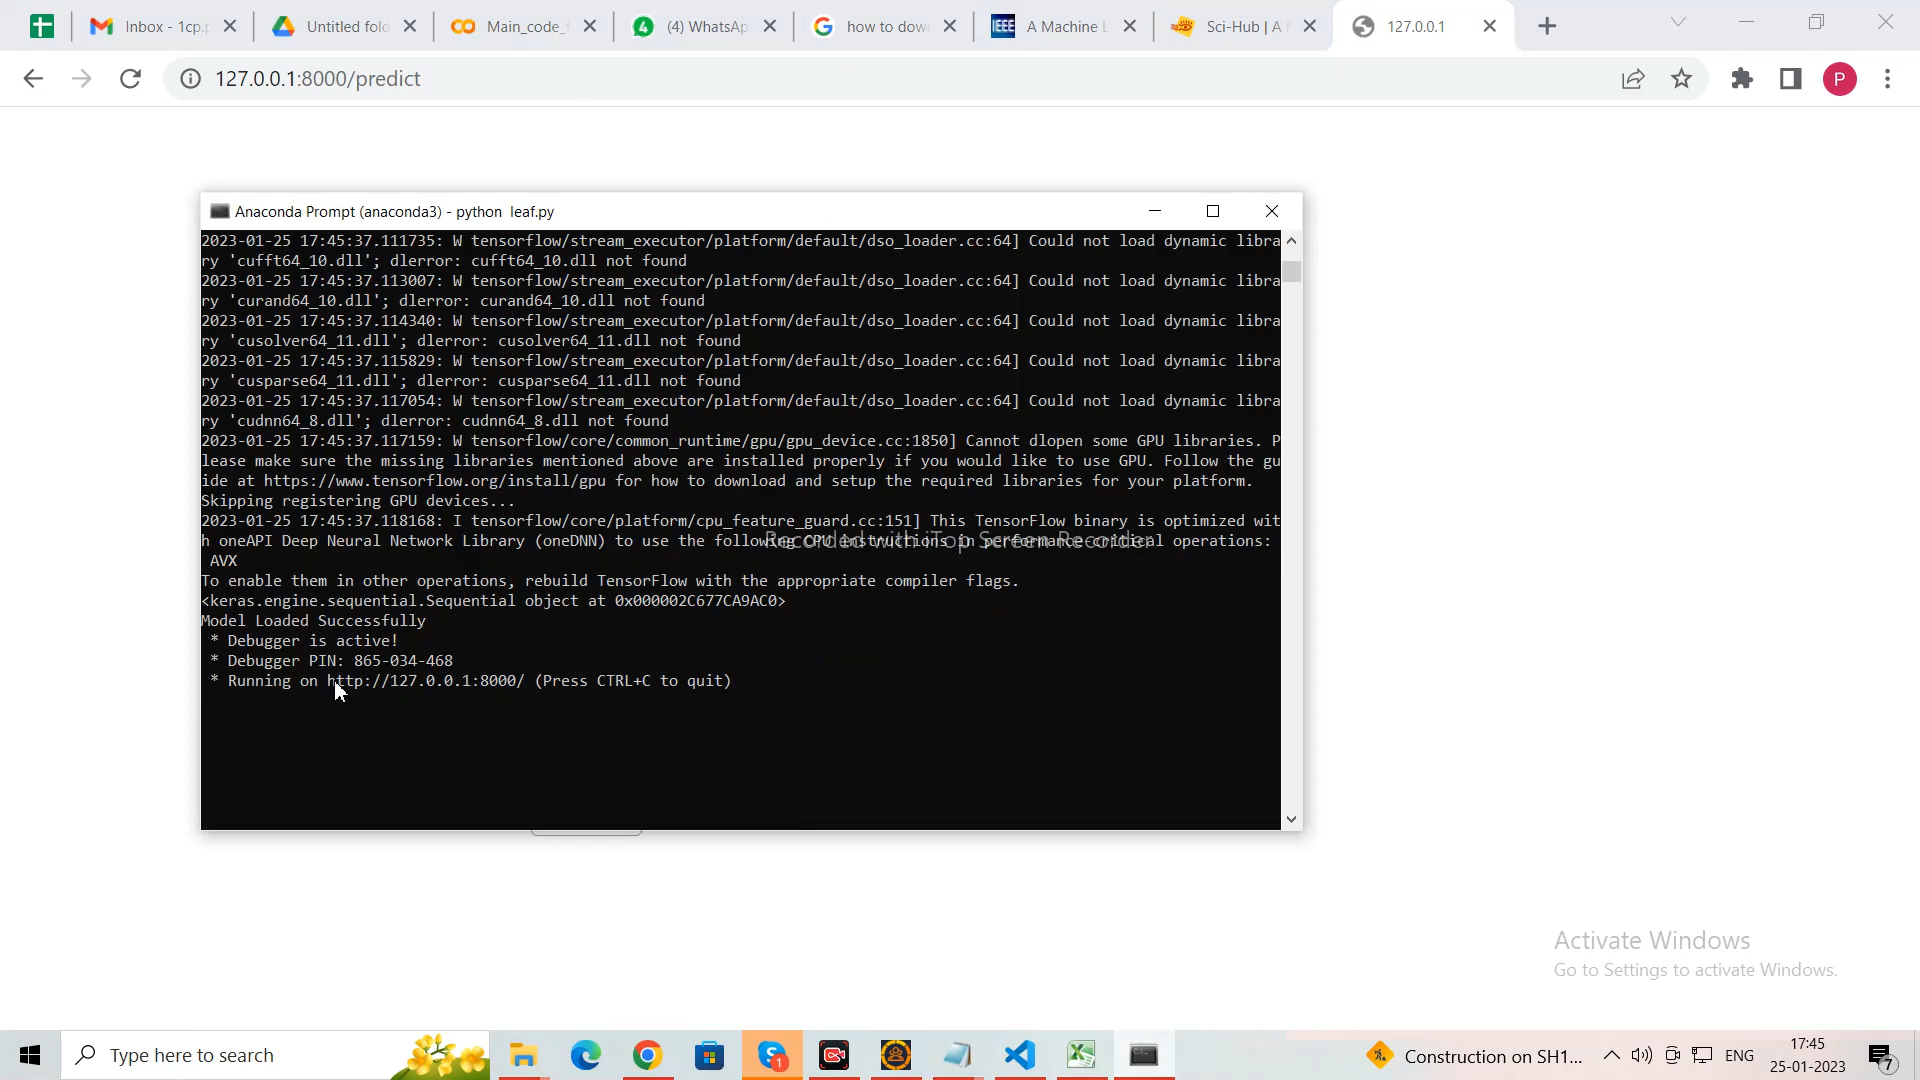 Inbox - 1cp.p
Untitled fold
Main_code_
4
(4) WhatsAp
how to dow
IEEE
A Machine L
Sci-Hub | A
127.0.0.1
127.0.0.1:8000/predict
P
Anaconda Prompt (anaconda3) - python  leaf.py
2023-01-25 17:45:37.111735: W tensorflow/stream_executor/platform/default/dso_loader.cc:64] Could not load dynamic libra
ry 'cufft64_10.dll'; dlerror: cufft64_10.dll not found
2023-01-25 17:45:37.113007: W tensorflow/stream_executor/platform/default/dso_loader.cc:64] Could not load dynamic libra
ry 'curand64_10.dll'; dlerror: curand64_10.dll not found
2023-01-25 17:45:37.114340: W tensorflow/stream_executor/platform/default/dso_loader.cc:64] Could not load dynamic libra
ry 'cusolver64_11.dll'; dlerror: cusolver64_11.dll not found
2023-01-25 17:45:37.115829: W tensorflow/stream_executor/platform/default/dso_loader.cc:64] Could not load dynamic libra
ry 'cusparse64_11.dll'; dlerror: cusparse64_11.dll not found
2023-01-25 17:45:37.117054: W tensorflow/stream_executor/platform/default/dso_loader.cc:64] Could not load dynamic libra
ry 'cudnn64_8.dll'; dlerror: cudnn64_8.dll not found
2023-01-25 17:45:37.117159: W tensorflow/core/common_runtime/gpu/gpu_device.cc:1850] Cannot dlopen some GPU libraries. P
lease make sure the missing libraries mentioned above are installed properly if you would like to use GPU. Follow the gu
ide at https://www.tensorflow.org/install/gpu for how to download and setup the required libraries for your platform.
Skipping registering GPU devices...
2023-01-25 17:45:37.118168: I tensorflow/core/platform/cpu_feature_guard.cc:151] This TensorFlow binary is optimized wit
h oneAPI Deep Neural Network Library (oneDNN) to use the following CPU instructions in performance-critical operations:
Recorded with iTop Screen Recorder
AVX
To enable them in other operations, rebuild TensorFlow with the appropriate compiler flags.
<keras.engine.sequential.Sequential object at 0x000002C677CA9AC0>
Model Loaded Successfully
* Debugger is active!
* Debugger PIN: 865-034-468
* Running on http://127.0.0.1:8000/ (Press CTRL+C to quit)
Activate Windows
Go to Settings to activate Windows.
Type here to search
1
Construction on SH1...
ENG
17:45
25-01-2023
7